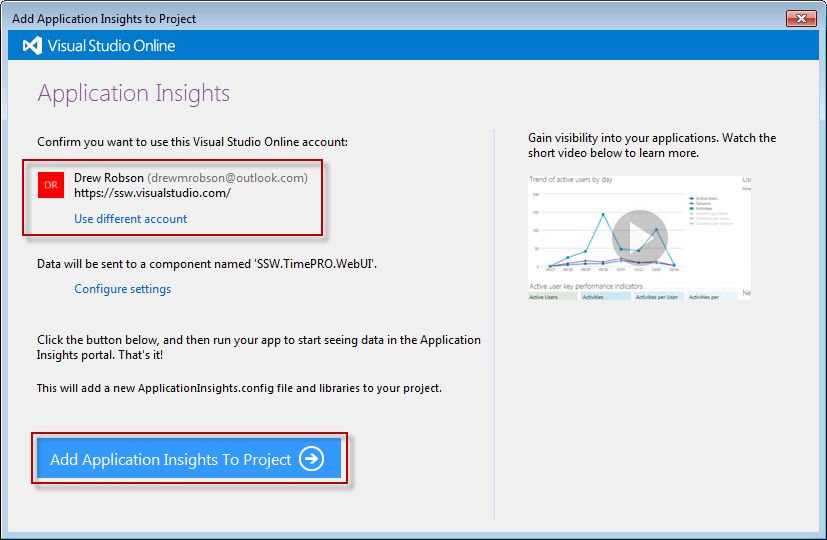 Add Application Insights to Project
Visual Studio Online
Application Insights
Confirm you want to use this Visual Studio Online account:
DR
Drew Robson (drewmrobson@outlook.com)
https://ssw.visualstudio.com/
Use different account
Data will be sent to a component named 'SSW.TimePRO.WebUI'.
Configure settings
Click the button below, and then run your app to start seeing data in the Application
Insights portal. That's it!
This will add a new ApplicationInsights.config file and libraries to your project.
Add Application Insights To Project
Gain visibility into your applications. Watch the
short video below to learn more.
Trend of active users by day
Active Users
Sessions
Activities
Active user key performance indicators
Active Users Activities Activities per User Activities per